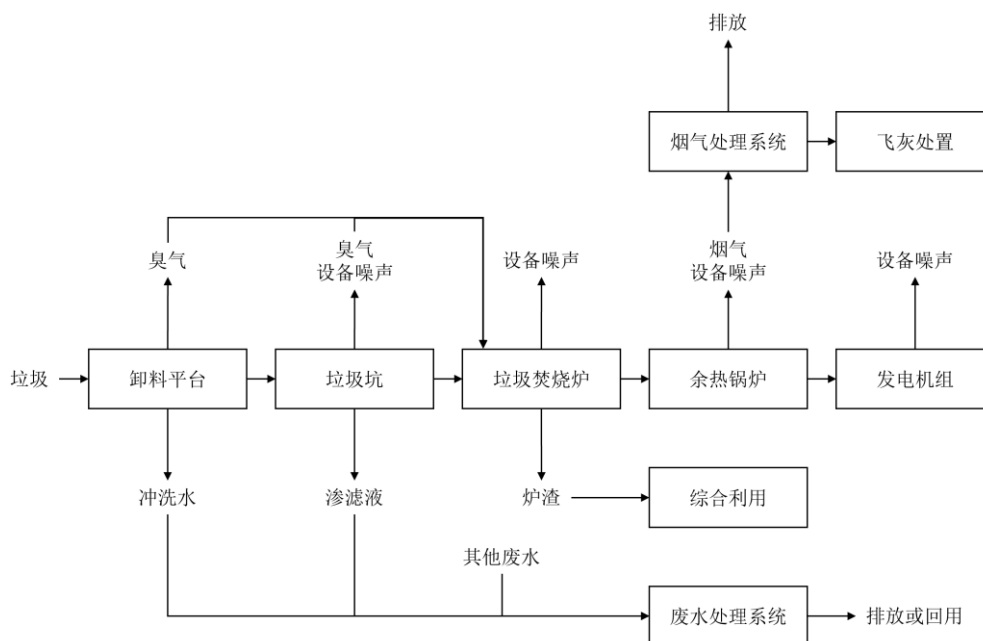 排放
烟气处理系统
飞灰处置
臭气
臭气
设备噪声
设备噪声
烟气
设备噪声
设备噪声
垃圾
卸料平台
垃圾坑
垃圾焚烧炉
余热锅炉
发电机组
冲洗水
渗滤液
炉渣
综合利用
其他废水
废水处理系统
排放或回用